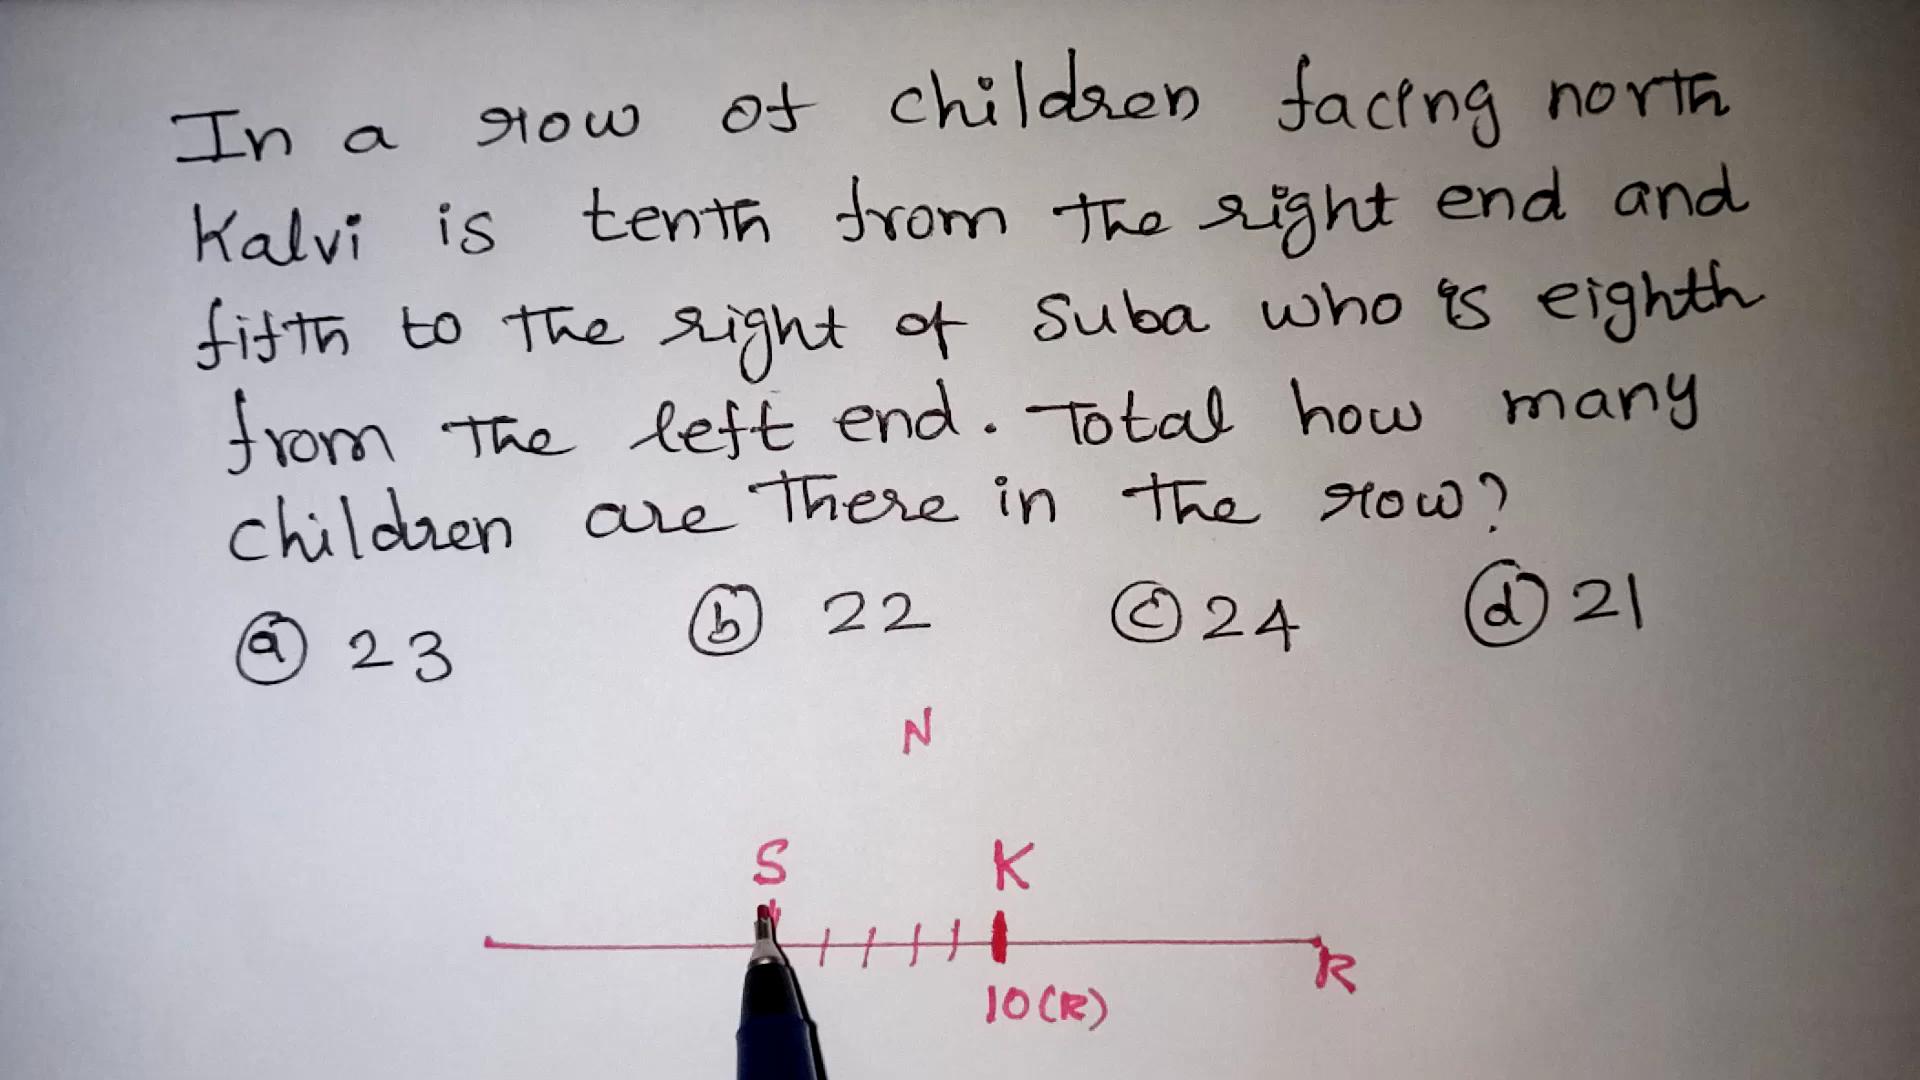 In a row of children facing north
Kalvi is tenth from the right end and
fifth to the right of Suba who is eighth
from the left end. Total how many
children are there in the row?
(a) 23 (b) 22 (c) 24 (d) 21
N
S K
R
10(R)